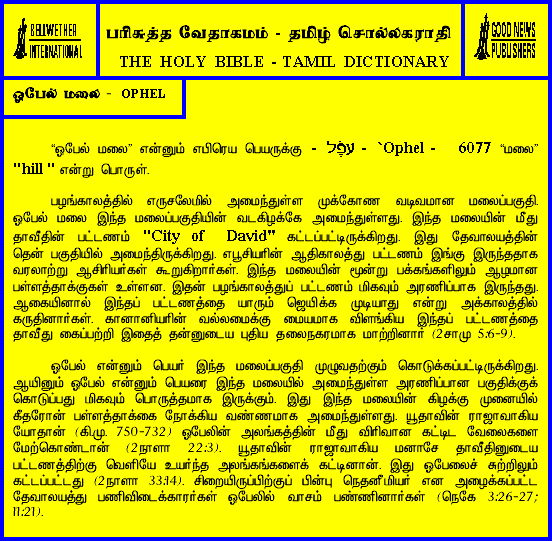 BELLWETHER
INTERNATIONAL
பரிசுத்த வேதாகமம் - தமிழ் சொல்லகராதி
THE HOLY BIBLE - TAMIL DICTIONARY
GOOD NEWS
PUBLISHERS
ஓபேல் மலை - OPHEL
“ஓபேல் மலை” என்னும் எபிரெய பெயருக்கு - עֹפֶל - `Ophel - 6077 “மலை”
"hill " என்று பொருள்.
பழங்காலத்தில் எருசலேமில் அமைந்துள்ள முக்கோண வடிவமான மலைப்பகுதி.
ஓபேல் மலை இந்த மலைப்பகுதியின் வடகிழக்கே அமைந்துள்ளது. இந்த மலையின் மீது
தாவீதின் பட்டணம் "City of David" கட்டப்பட்டிருக்கிறது. இது தேவாலயத்தின்
தென் பகுதியில் அமைந்திருக்கிறது. எபூசியரின் ஆதிகாலத்து பட்டணம் இங்கு இருந்ததாக
வரலாற்று ஆசிரியர்கள் கூறுகிறார்கள். இந்த மலையின் மூன்று பக்கங்களிலும் ஆழமான
பள்ளத்தாக்குகள் உள்ளன. இதன் பழங்காலத்துப் பட்டணம் மிகவும் அரணிப்பாக இருந்தது.
ஆகையினால் இந்தப் பட்டணத்தை யாரும் ஜெயிக்க முடியாது என்று அக்காலத்தில்
கருதினார்கள். கானானியரின் வல்லமைக்கு மையமாக விளங்கிய இந்தப் பட்டணத்தை
தாவீது கைப்பற்றி இதைத் தன்னுடைய புதிய தலைநகரமாக மாற்றினார் (2சாமு 5:6-9).
ஓபேல் என்னும் பெயர் இந்த மலைப்பகுதி முழுவதற்கும் கொடுக்கப்பட்டிருக்கிறது.
ஆயினும் ஓபேல் என்னும் பெயரை இந்த மலையில் அமைந்துள்ள அரணிப்பான பகுதிக்குக்
கொடுப்பது மிகவும் பொருத்தமாக இருக்கும். இது இந்த மலையின் கிழக்கு முனையில்
கீதரோன் பள்ளத்தாக்கை நோக்கிய வண்ணமாக அமைந்துள்ளது. யூதாவின் ராஜாவாகிய
யோதான் (கி.மு. 750-732) ஓபேலின் அலங்கத்தின் மீது விரிவான கட்டிட வேலைகளை
மேற்கொண்டான் (2நாளா 22:3). யூதாவின் ராஜாவாகிய மனாசே தாவீதினுடைய
பட்டணத்திற்கு வெளியே உயர்ந்த அலங்கங்களைக் கட்டினான். இது ஓபேலைச் சுற்றிலும்
கட்டப்பட்டது (2நாளா 33:14). சிறையிருப்பிற்குப் பின்பு நெதனீமியர் என அழைக்கப்பட்ட
தேவாலயத்து பணிவிடைக்காரர்கள் ஓபேலில் வாசம் பண்ணினார்கள் (நெகே 3:26-27;
11:21).